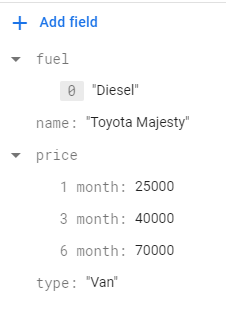 + Add field
fuel
0 "Diesel"
name: "Toyota Majesty"
price
1 month: 25000
3 month: 40000
6 month: 70000
type: "Van"